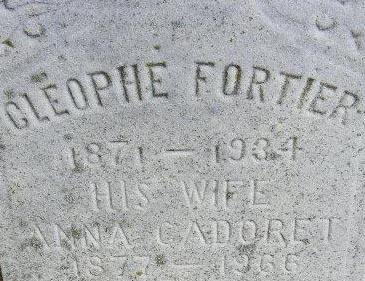 CLEOPHE FORTIER
1871 — 1934
HIS WIFE
ANNA CADORET
1877 — 1966